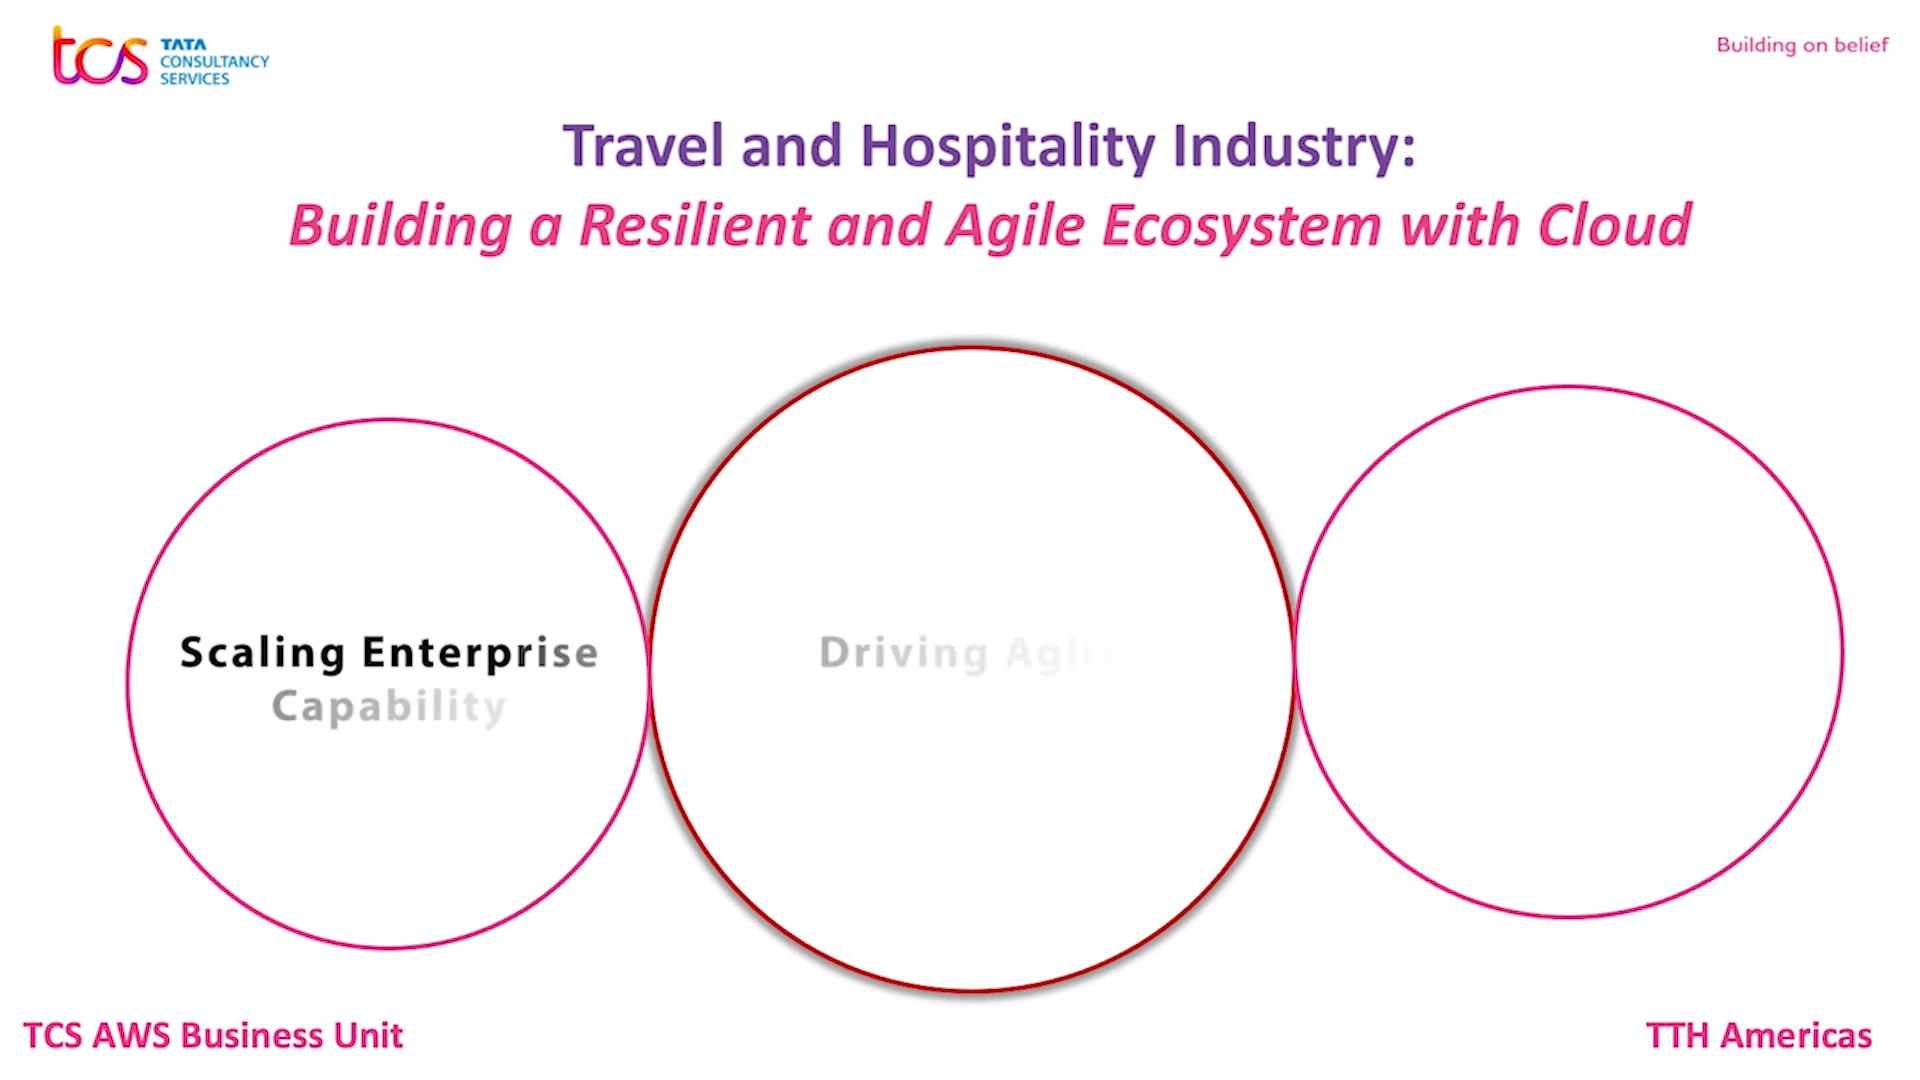 tcs
TATA
CONSULTANCY
SERVICES
Building on belief
Travel and Hospitality Industry:
Building a Resilient and Agile Ecosystem with Cloud
Scaling Enterprise
Capability
Driving
TCS AWS Business Unit
TTH Americas